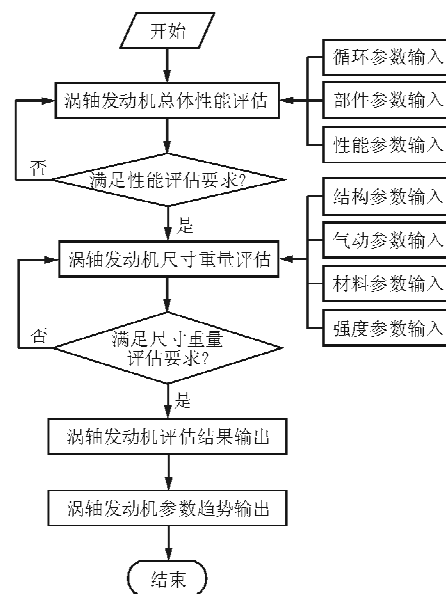 开始
涡轴发动机总体性能评估
循环参数输入
部件参数输入
性能参数输入
满足性能评估要求?
否
是
涡轴发动机尺寸重量评估
结构参数输入
气动参数输入
材料参数输入
强度参数输入
满足尺寸重量
评估要求?
否
是
涡轴发动机评估结果输出
涡轴发动机参数趋势输出
结束